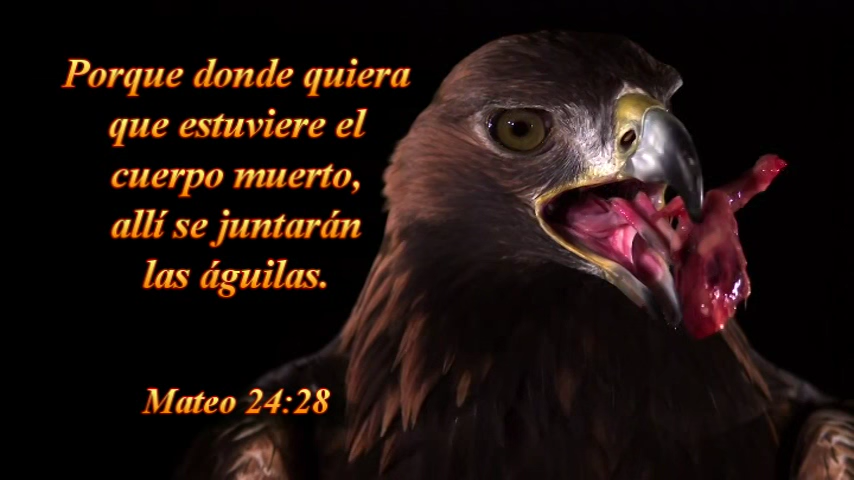 Porque donde quiera
que estuviere el
cuerpo muerto,
allí se juntarán
las águilas.
Mateo 24:28